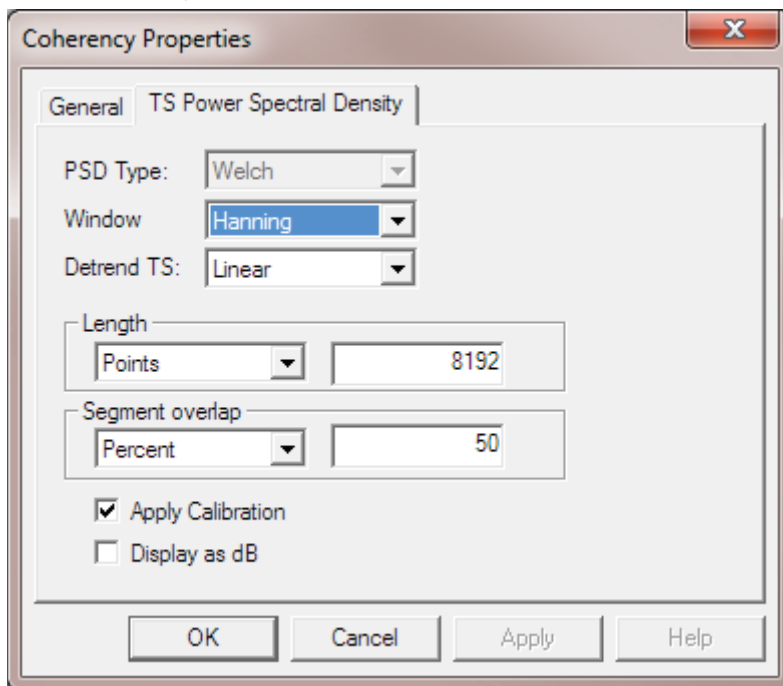 Coherency Properties
General TS Power Spectral Density
PSD Type: Welch
Window Hanning
Detrend TS: Linear
Length
Points 8192
Segment overlap
Percent 50
Apply Calibration
Display as dB
OK Cancel Apply Help